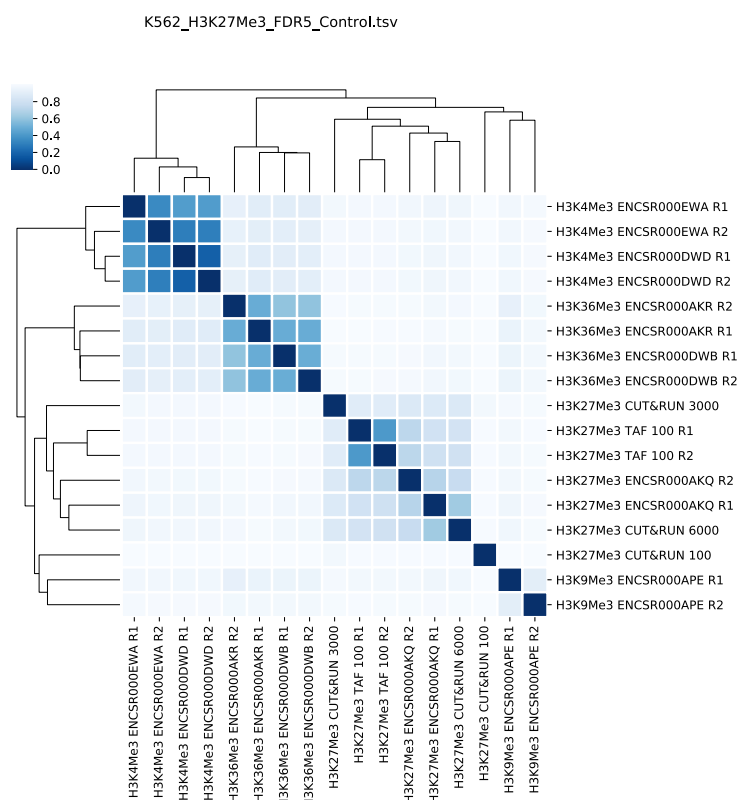 K562_H3K27Me3_FDR5_Control.tsv
0.8
0.6
0.4
0.2
0.0
H3K4Me3 ENCSR000EWA R1
H3K4Me3 ENCSR000EWA R2
H3K4Me3 ENCSR000DWD R1
H3K4Me3 ENCSR000DWD R2
H3K36Me3 ENCSR000AKR R2
H3K36Me3 ENCSR000AKR R1
H3K36Me3 ENCSR000DWB R1
H3K36Me3 ENCSR000DWB R2
H3K27Me3 CUT&RUN 3000
H3K27Me3 TAF 100 R1
H3K27Me3 TAF 100 R2
H3K27Me3 ENCSR000AKQ R2
H3K27Me3 ENCSR000AKQ R1
H3K27Me3 CUT&RUN 6000
H3K27Me3 CUT&RUN 100
H3K9Me3 ENCSR000APE R1
H3K9Me3 ENCSR000APE R2
H3K4Me3 ENCSR000EWA R1
H3K4Me3 ENCSR000EWA R2
H3K4Me3 ENCSR000DWD R1
H3K4Me3 ENCSR000DWD R2
H3K36Me3 ENCSR000AKR R2
H3K36Me3 ENCSR000AKR R1
H3K36Me3 ENCSR000DWB R1
H3K36Me3 ENCSR000DWB R2
H3K27Me3 CUT&RUN 3000
H3K27Me3 TAF 100 R1
H3K27Me3 TAF 100 R2
H3K27Me3 ENCSR000AKQ R2
H3K27Me3 ENCSR000AKQ R1
H3K27Me3 CUT&RUN 6000
H3K27Me3 CUT&RUN 100
H3K9Me3 ENCSR000APE R1
H3K9Me3 ENCSR000APE R2